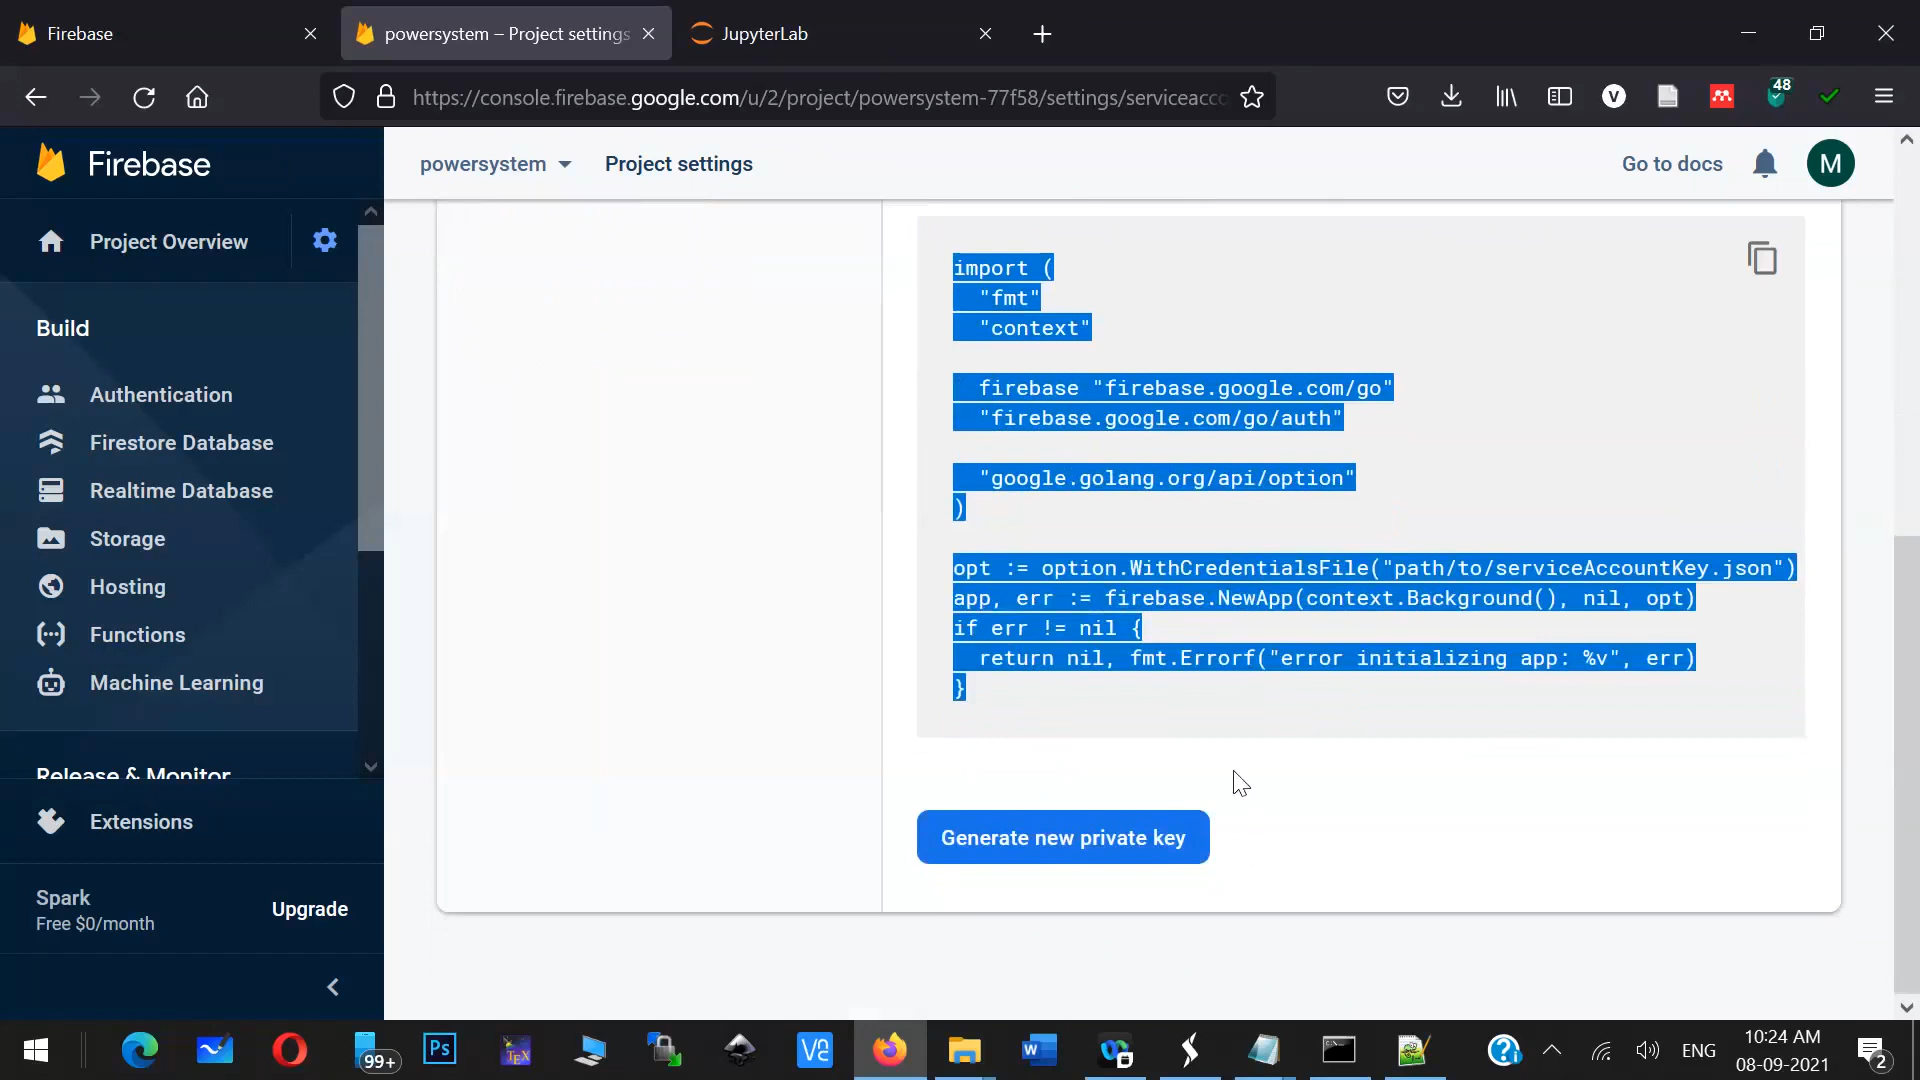 Firebase
powersystem – Project settings
JupyterLab
https://console.firebase.google.com/u/2/project/powersystem-77f58/settings/serviceacco
V
48
Firebase
powersystem
Project settings
Go to docs
M
Project Overview
Build
Authentication
Firestore Database
Realtime Database
Storage
Hosting
Functions
Machine Learning
Release & Monitor
Extensions
Spark
Free $0/month
Upgrade
import (
"fmt"
"context"
firebase "firebase.google.com/go"
"firebase.google.com/go/auth"
"google.golang.org/api/option"
)
opt := option.WithCredentialsFile("path/to/serviceAccountKey.json")
app, err := firebase.NewApp(context.Background(), nil, opt)
if err != nil {
return nil, fmt.Errorf("error initializing app: %v", err)
}
Generate new private key
99+
Ps
TEX
W
ENG
10:24 AM
08-09-2021
2